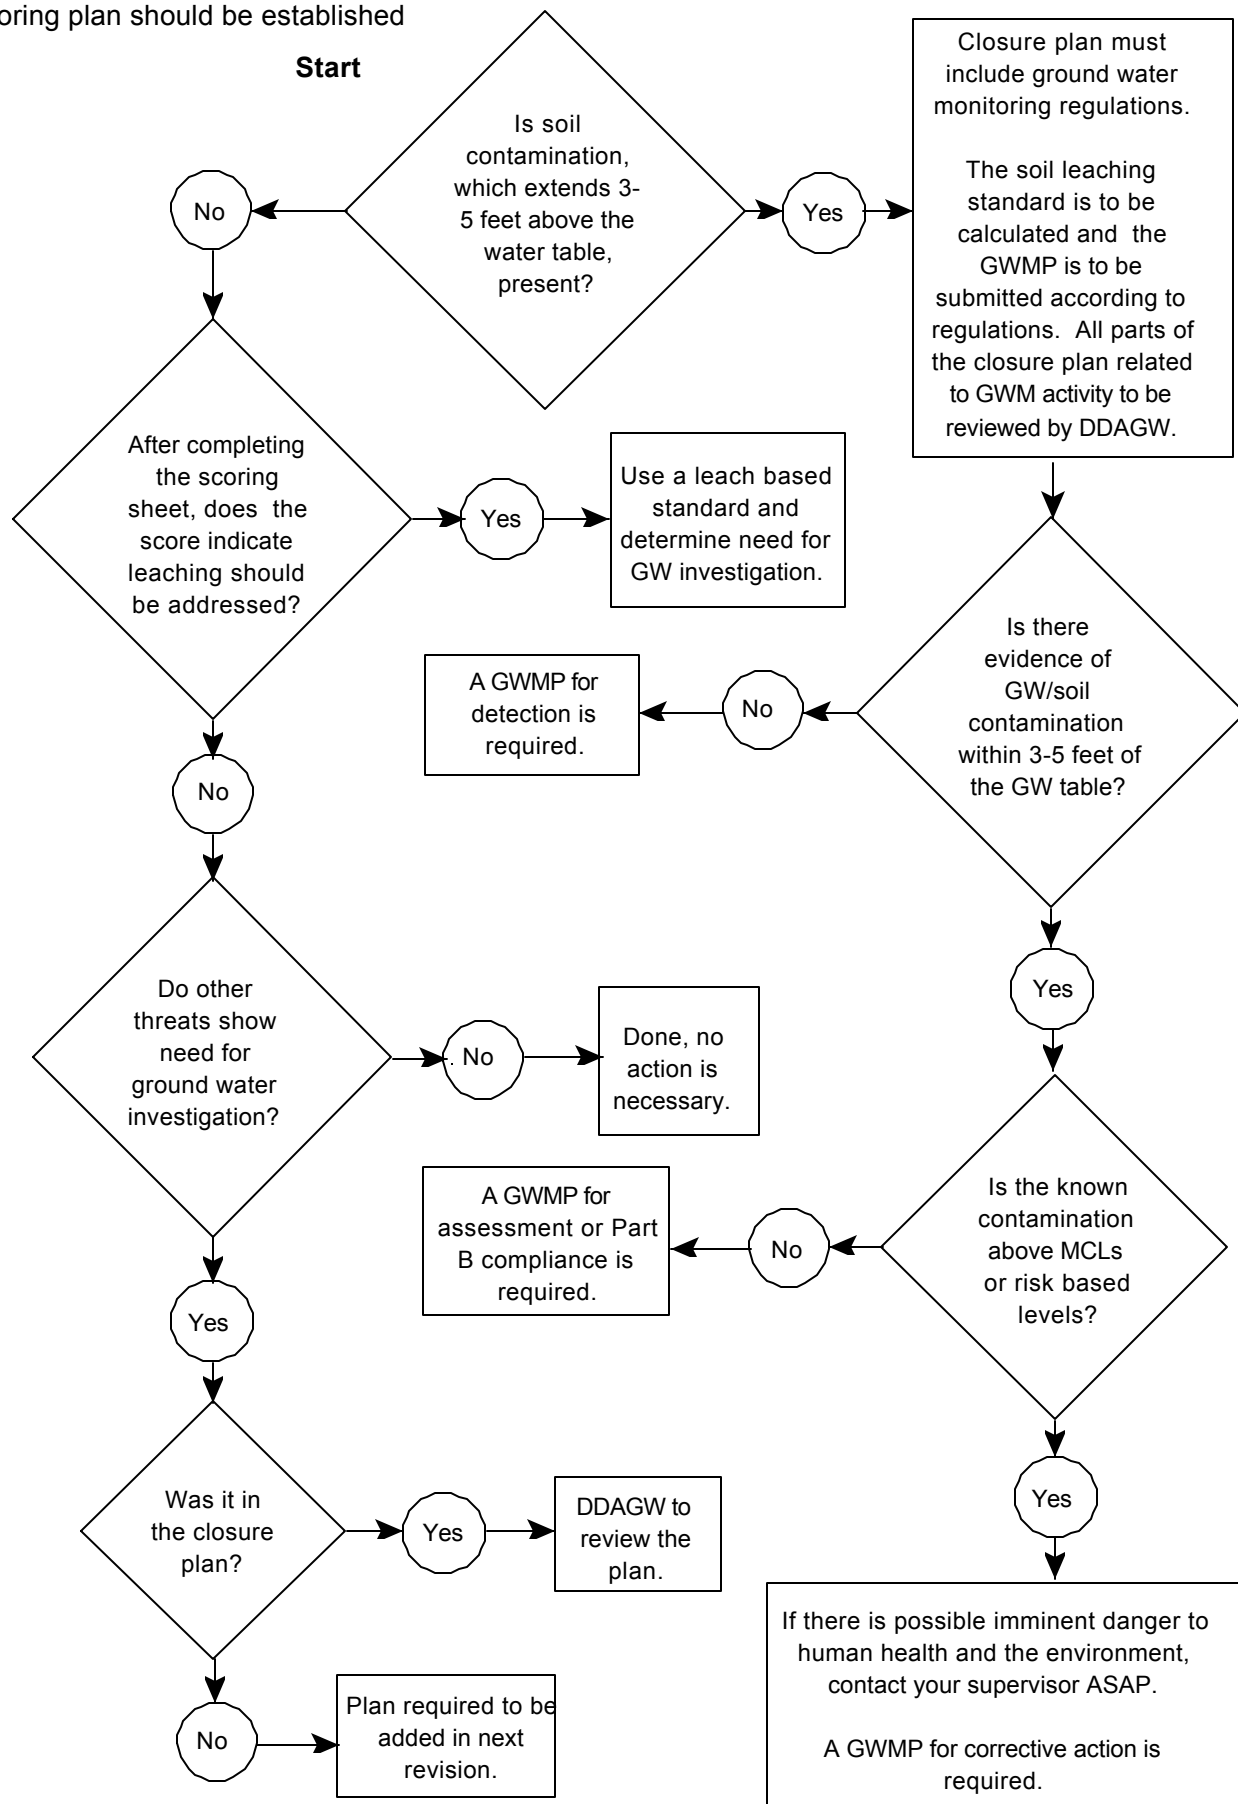 oring plan should be established
Start
Is soil
contamination,
which extends 3-
5 feet above the
water table,
present?
No
Yes
Closure plan must
include ground water
monitoring regulations.
The soil leaching
standard is to be
calculated and the
GWMP is to be
submitted according to
regulations. All parts of
the closure plan related
to GWM activity to be
reviewed by DDAGW.
After completing
the scoring
sheet, does the
score indicate
leaching should
be addressed?
Yes
Use a leach based
standard and
determine need for
GW investigation.
Is there
evidence of
GW/soil
contamination
within 3-5 feet of
the GW table?
No
A GWMP for
detection is
required.
No
Yes
Do other
threats show
need for
ground water
investigation?
. No
Done, no
action is
necessary.
Is the known
contamination
above MCLs
or risk based
levels?
No
A GWMP for
assessment or Part
B compliance is
required.
Yes
Yes
Was it in
the closure
plan?
Yes
DDAGW to
review the
plan.
If there is possible imminent danger to
human health and the environment,
contact your supervisor ASAP.
A GWMP for corrective action is
required.
No
Plan required to be
added in next
revision.